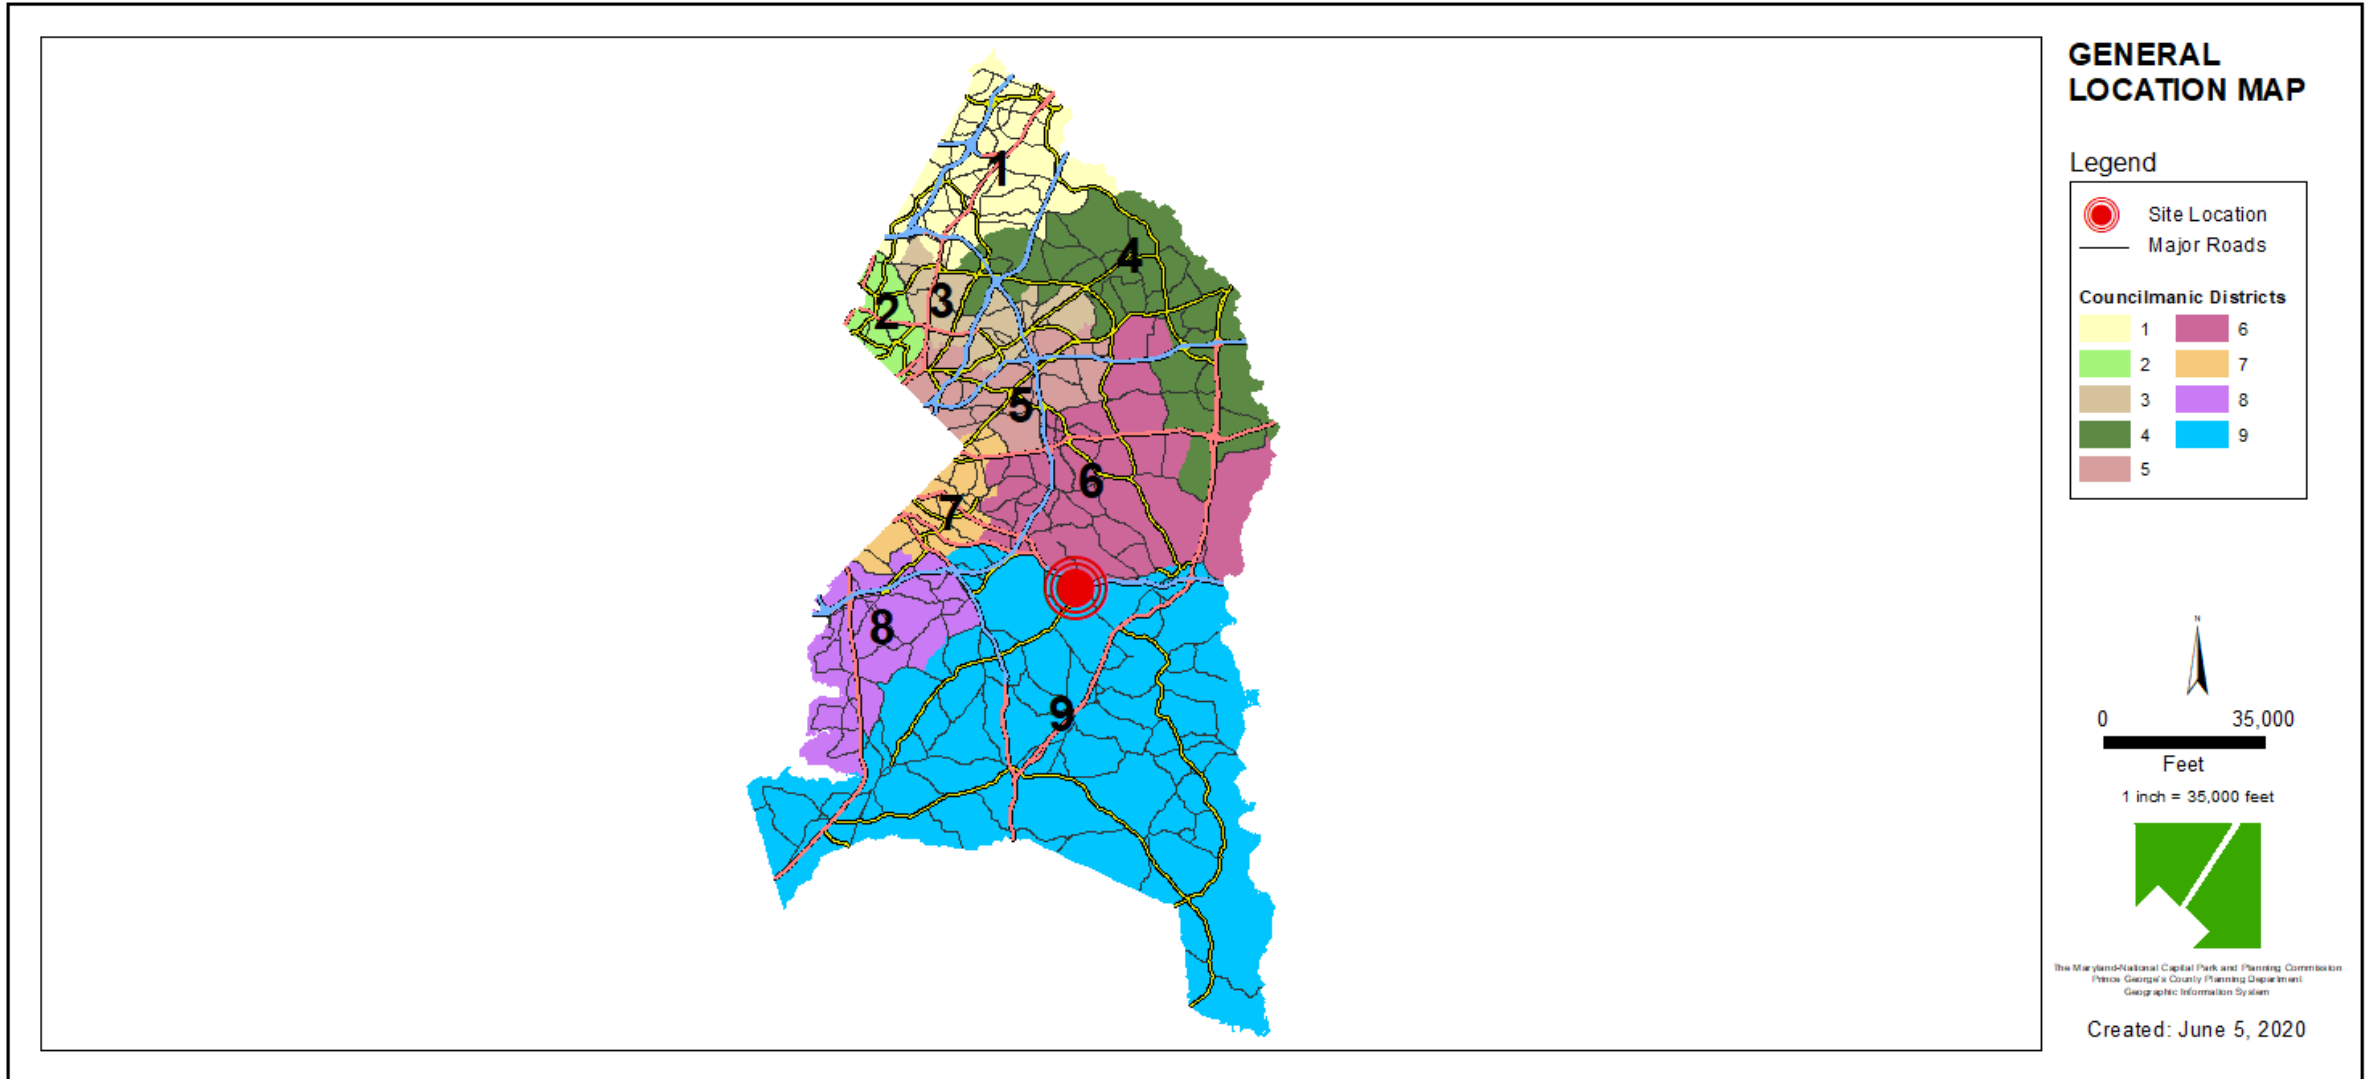 GENERAL
LOCATION MAP
Legend
Site Location
Major Roads
Councilmanic Districts
1 6
2 7
3 8
4 9
5
1
4
3
2
5
6
7
8
9
N
0 35,000
Feet
1 inch = 35,000 feet
The Maryland-National Capital Park and Planning Commission
Prince George's County Planning Department
Geographic Information System
Created: June 5, 2020